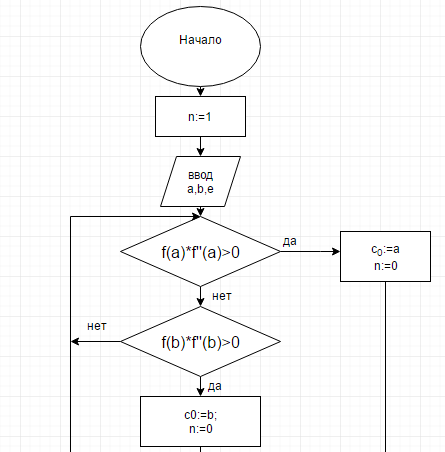 Начало
n:=1
ввод
a,b,e
f(a)*f"(a)>0
да
c₀:=a
n:=0
нет
нет
f(b)*f"(b)>0
да
c0:=b;
n:=0